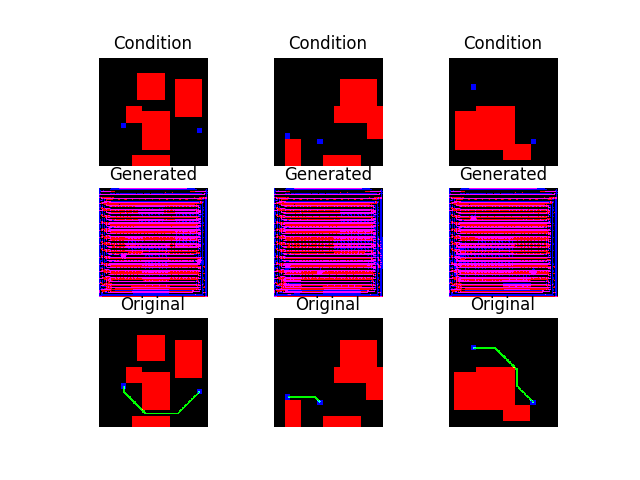 Condition Condition Condition
Generated Generated Generated
Original Original Original